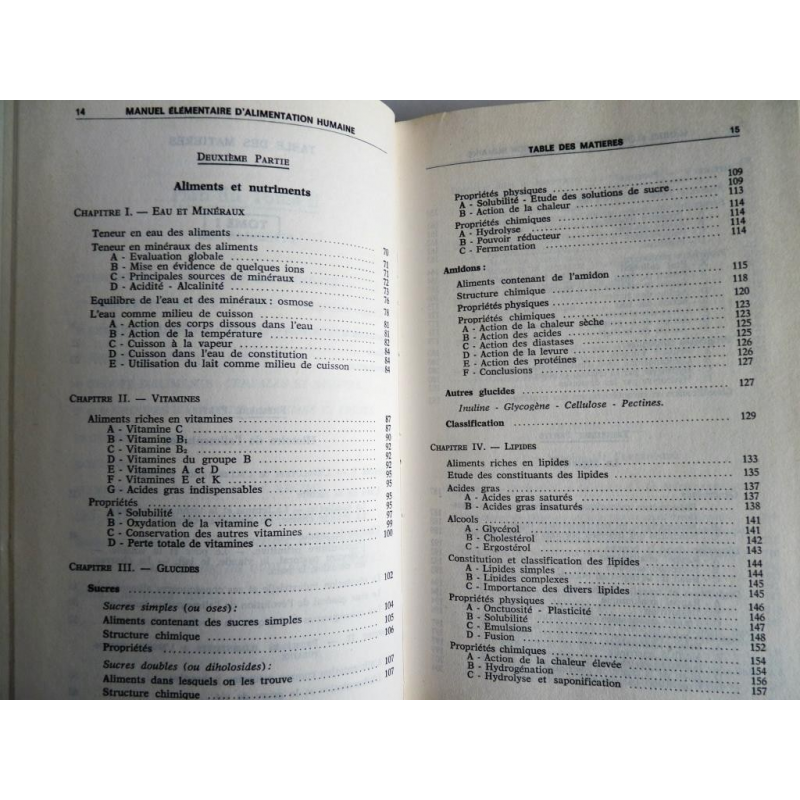 14 MANUEL ÉLÉMENTAIRE D'ALIMENTATION HUMAINE
DEUXIÈME PARTIE
Aliments et nutriments
CHAPITRE I. — EAU ET MINÉRAUX
Teneur en eau des aliments 70
Teneur en minéraux des aliments 71
A - Evaluation globale 71
B - Mise en évidence de quelques ions 72
C - Principales sources de minéraux 73
D - Acidité - Alcalinité 76
Equilibre de l'eau et des minéraux : osmose 78
L'eau comme milieu de cuisson 81
A - Action des corps dissous dans l'eau 81
B - Action de la température 82
C - Cuisson à la vapeur 84
D - Cuisson dans l'eau de constitution 84
E - Utilisation du lait comme milieu de cuisson 84
CHAPITRE II. — VITAMINES
Aliments riches en vitamines 87
A - Vitamine C 87
B - Vitamine B₁ 90
C - Vitamine B₂ 92
D - Vitamines du groupe B 92
E - Vitamines A et D 92
F - Vitamines E et K 95
G - Acides gras indispensables 95
Propriétés 95
A - Solubilité 95
B - Oxydation de la vitamine C 97
C - Conservation des autres vitamines 99
D - Perte totale de vitamines 100
CHAPITRE III. — GLUCIDES
Sucres 102
Sucres simples (ou oses) :
Aliments contenant des sucres simples 104
Structure chimique 105
Propriétés 106
Sucres doubles (ou diholosides) :
Aliments dans lesquels on les trouve 107
Structure chimique 107
TABLE DES MATIERES 15
Propriétés physiques 109
A - Solubilité - Etude des solutions de sucre 109
B - Action de la chaleur 113
Propriétés chimiques 114
A - Hydrolyse 114
B - Pouvoir réducteur 114
C - Fermentation
Amidons :
Aliments contenant de l'amidon 115
Structure chimique 118
Propriétés physiques 120
Propriétés chimiques 123
A - Action de la chaleur sèche 123
B - Action des acides 125
C - Action des diastases 125
D - Action de la levure 126
E - Action des protéines 126
F - Conclusions 127
Autres glucides 127
Inuline - Glycogène - Cellulose - Pectines.
Classification 129
CHAPITRE IV. — LIPIDES
Aliments riches en lipides 133
Etude des constituants des lipides 135
Acides gras 137
A - Acides gras saturés 137
B - Acides gras insaturés 138
Alcools 141
A - Glycérol 141
B - Cholestérol 142
C - Ergostérol 143
Constitution et classification des lipides 144
A - Lipides simples 144
B - Lipides complexes 145
C - Importance des divers lipides 145
Propriétés physiques 146
A - Onctuosité - Plasticité 146
B - Solubilité 147
C - Emulsions 148
D - Fusion 152
Propriétés chimiques 154
A - Action de la chaleur élevée 154
B - Hydrogénation 156
C - Hydrolyse et saponification 157